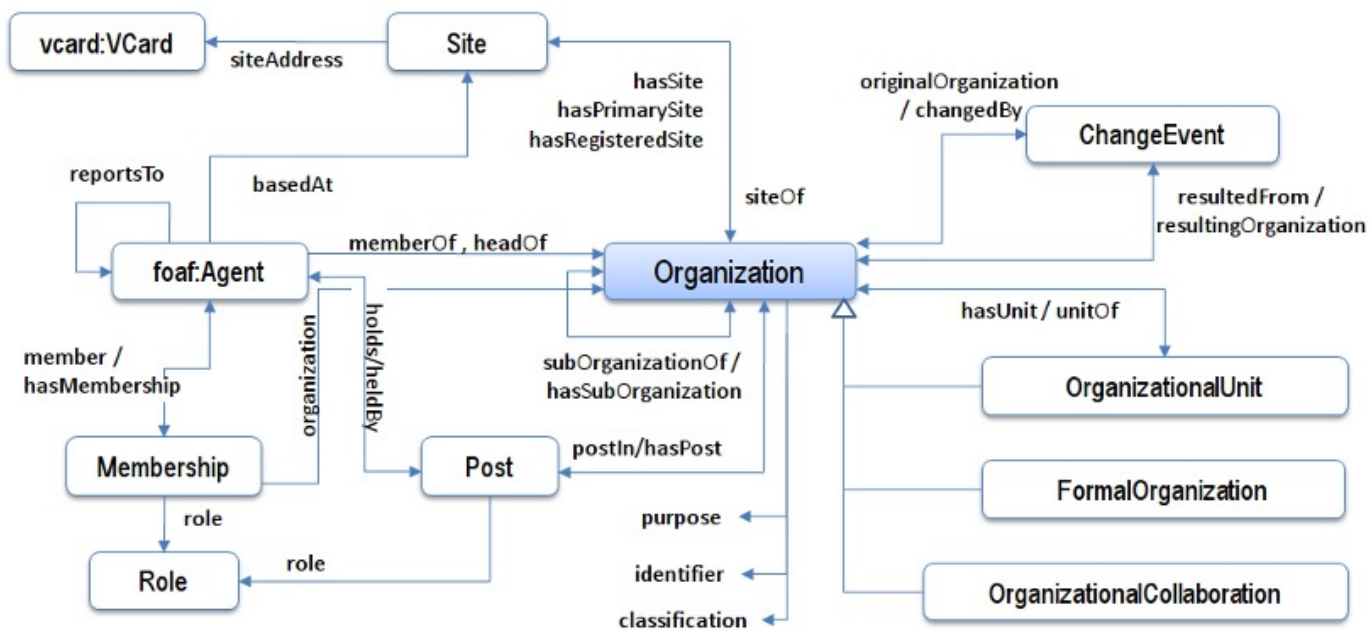 vcard:VCard
siteAddress
Site
hasSite
hasPrimarySite
hasRegisteredSite
siteOf
originalOrganization
/ changedBy
ChangeEvent
resultedFrom /
resultingOrganization
reportsTo
basedAt
foaf:Agent
memberOf , headOf
Organization
hasUnit / unitOf
member /
hasMembership
organization
holds/heldBy
subOrganizationOf /
hasSubOrganization
OrganizationalUnit
Membership
Post
postIn/hasPost
FormalOrganization
role
purpose
Role
role
identifier
OrganizationalCollaboration
classification